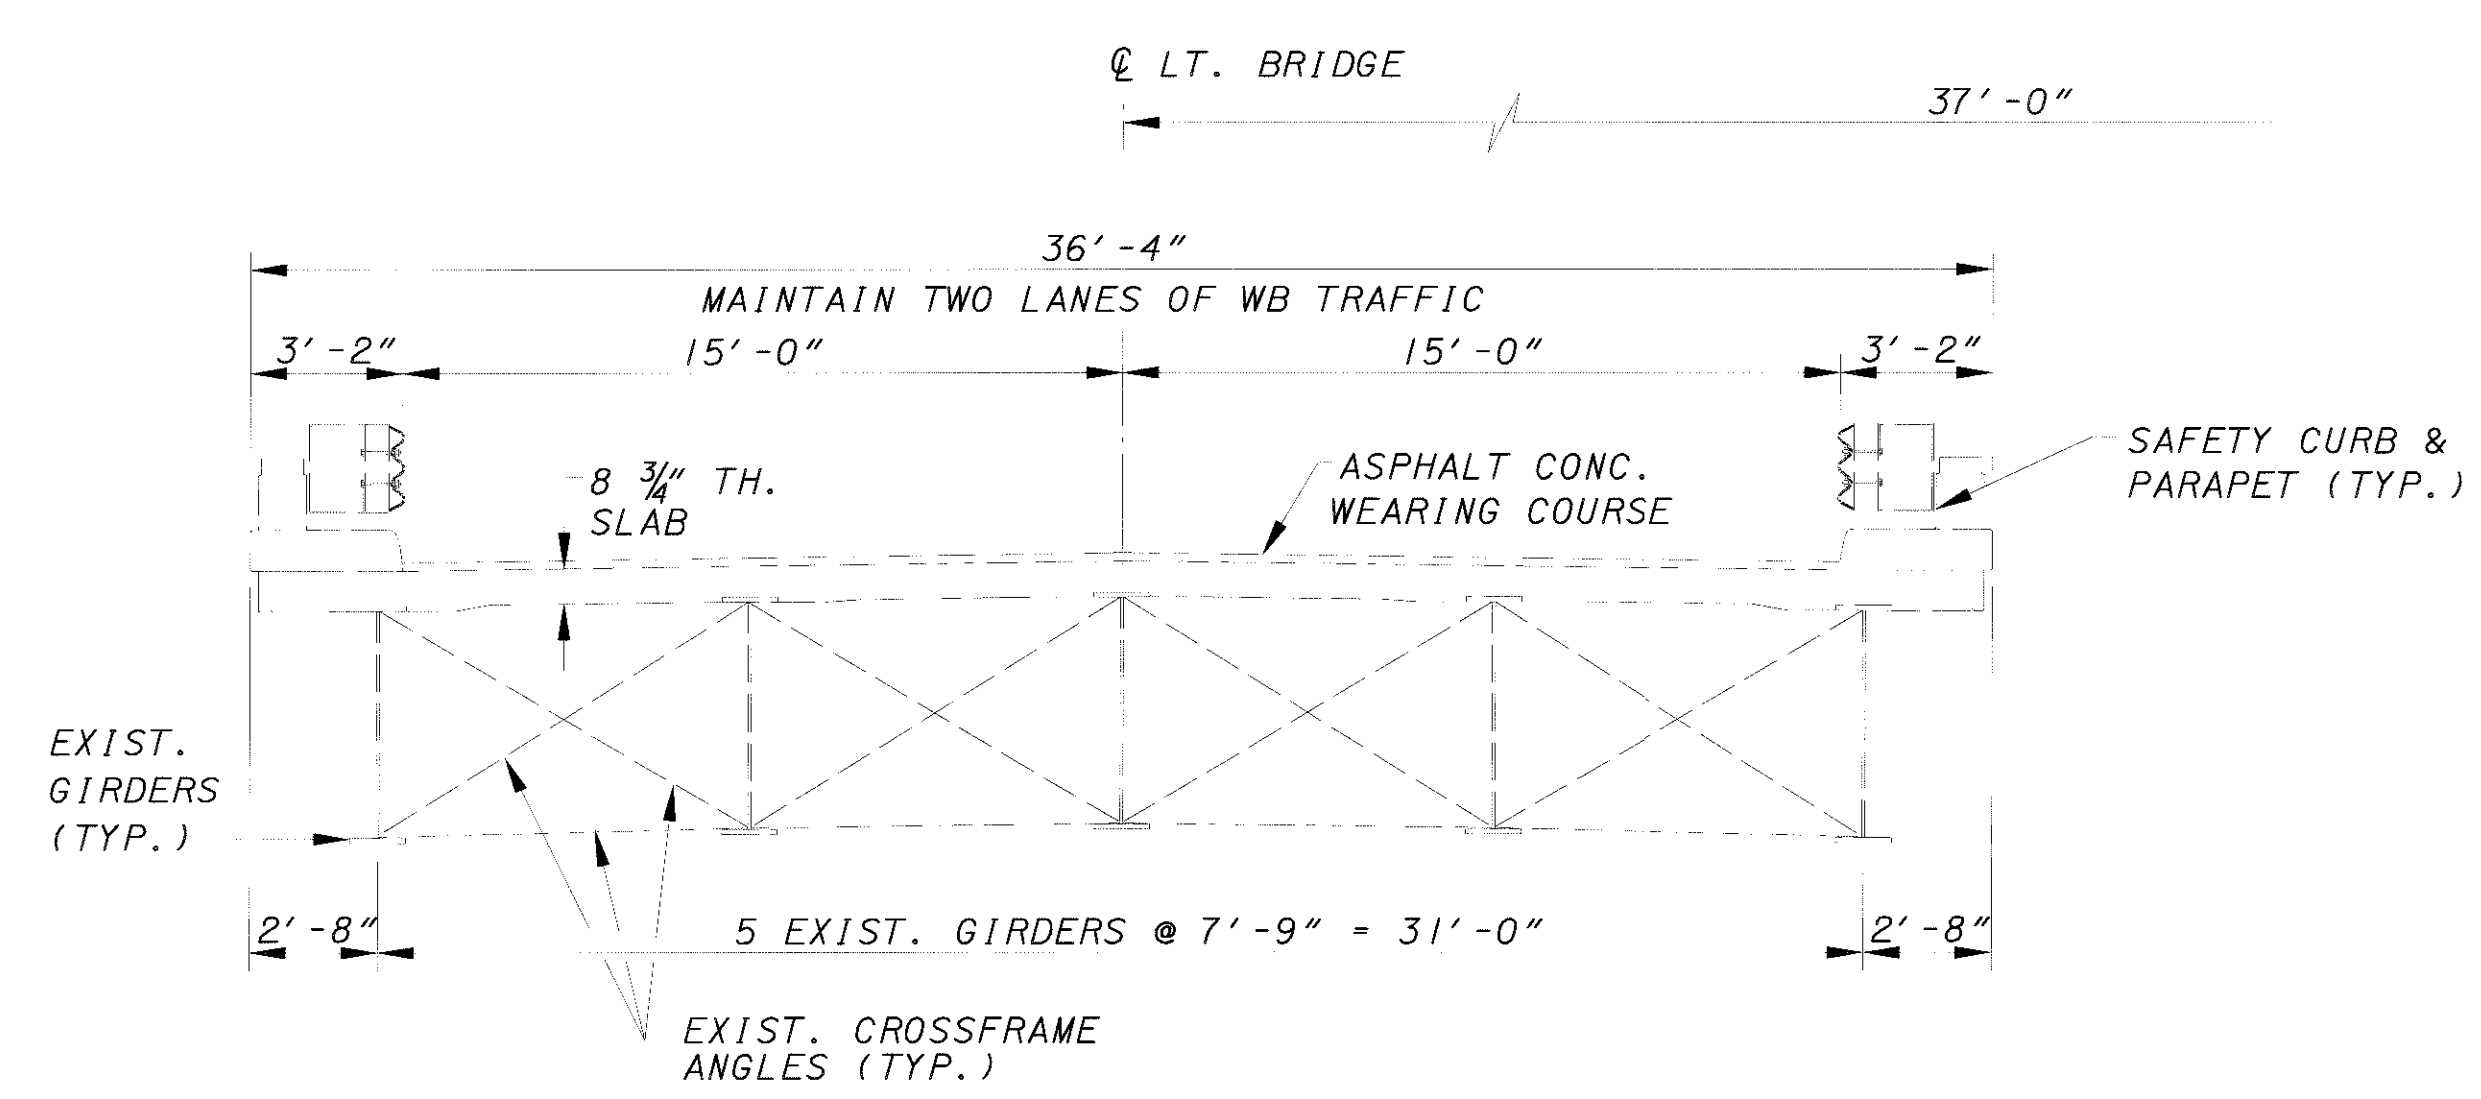 ℄ LT. BRIDGE
37'-0"
36'-4"
MAINTAIN TWO LANES OF WB TRAFFIC
3'-2"
15'-0"
15'-0"
3'-2"
8 3/4" TH.
SLAB
ASPHALT CONC.
WEARING COURSE
SAFETY CURB &
PARAPET (TYP.)
EXIST.
GIRDERS
(TYP.)
2'-8"
5 EXIST. GIRDERS @ 7'-9" = 31'-0"
2'-8"
EXIST. CROSSFRAME
ANGLES (TYP.)